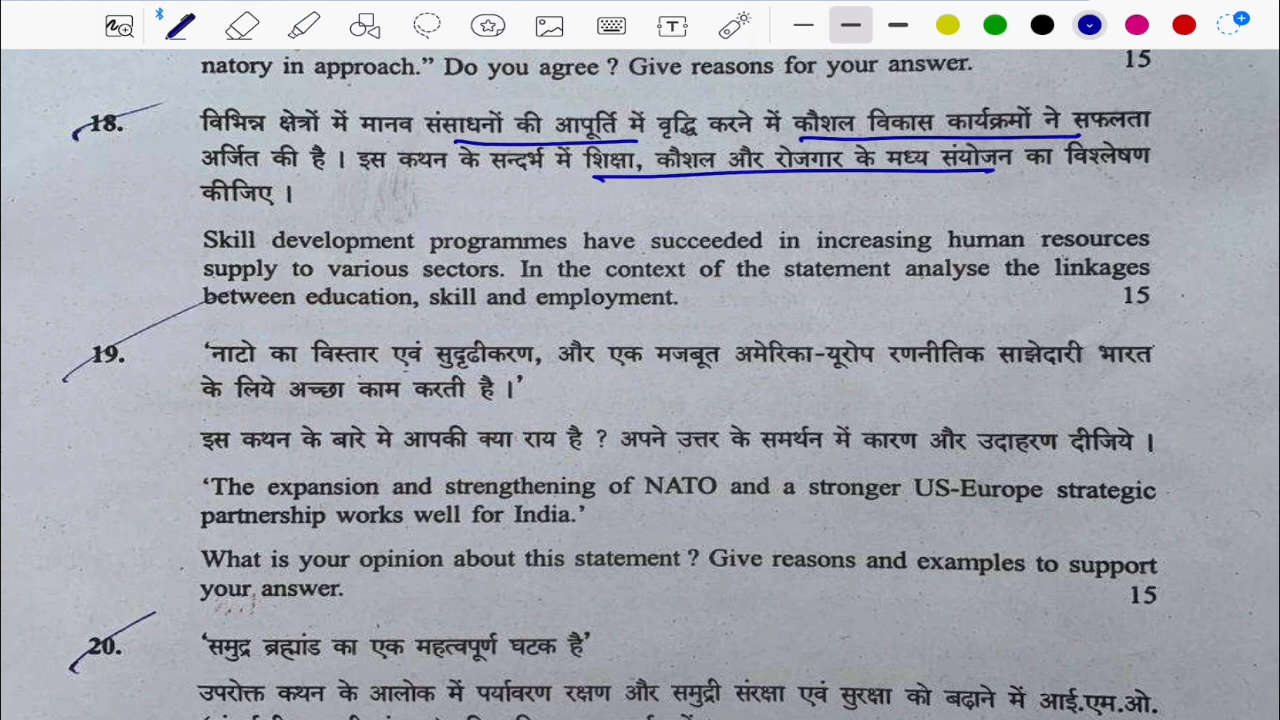 natory in approach.” Do you agree ? Give reasons for your answer. 15
18. विभिन्न क्षेत्रों में मानव संसाधनों की आपूर्ति में वृद्धि करने में कौशल विकास कार्यक्रमों ने सफलता
अर्जित की है । इस कथन के सन्दर्भ में शिक्षा, कौशल और रोजगार के मध्य संयोजन का विश्लेषण
कीजिए ।
Skill development programmes have succeeded in increasing human resources
supply to various sectors. In the context of the statement analyse the linkages
between education, skill and employment. 15
19. ‘नाटो का विस्तार एवं सुदृढीकरण, और एक मजबूत अमेरिका-यूरोप रणनीतिक साझेदारी भारत
के लिये अच्छा काम करती है ।’
इस कथन के बारे मे आपकी क्या राय है ? अपने उत्तर के समर्थन में कारण और उदाहरण दीजिये ।
‘The expansion and strengthening of NATO and a stronger US-Europe strategic
partnership works well for India.’
What is your opinion about this statement ? Give reasons and examples to support
your answer. 15
20. ‘समुद्र ब्रह्मांड का एक महत्वपूर्ण घटक है’
उपरोक्त कथन के आलोक में पर्यावरण रक्षण और समुद्री संरक्षा एवं सुरक्षा को बढ़ाने में आई.एम.ओ.